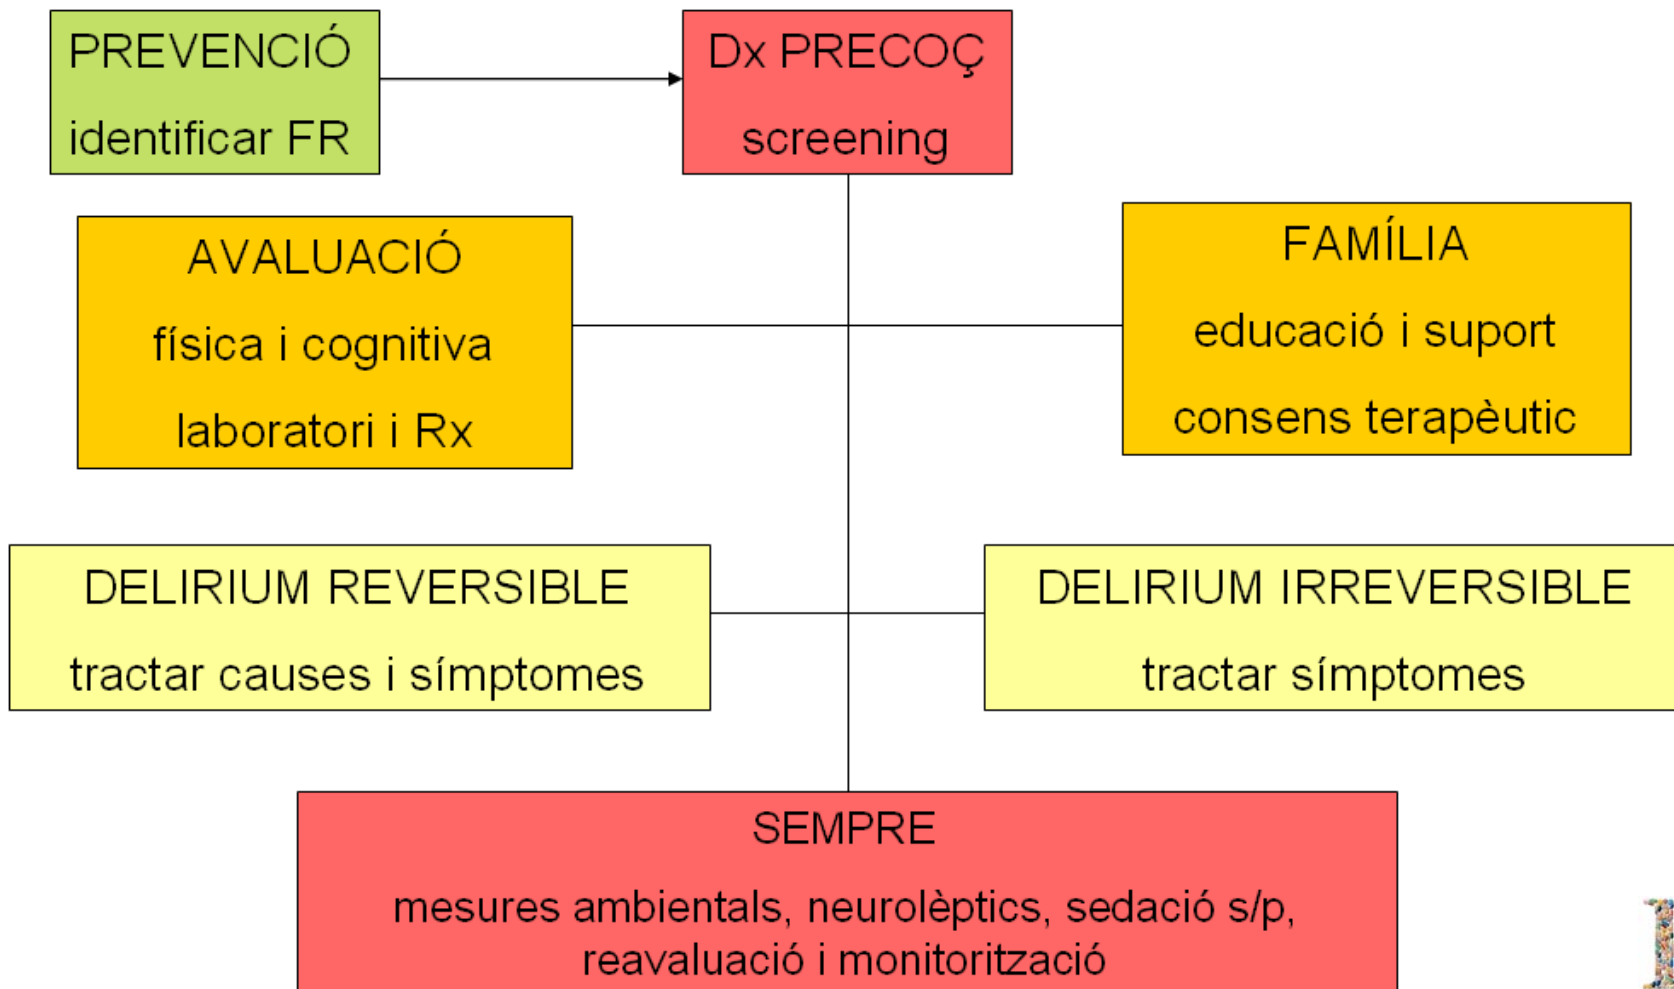 PREVENCIÓ
identificar FR
Dx PRECOÇ
screening
AVALUACIÓ
física i cognitiva
laboratori i Rx
FAMÍLIA
educació i suport
consens terapèutic
DELIRIUM REVERSIBLE
tractar causes i símptomes
DELIRIUM IRREVERSIBLE
tractar símptomes
SEMPRE
mesures ambientals, neurolèptics, sedació s/p,
reavaluació i monitorització